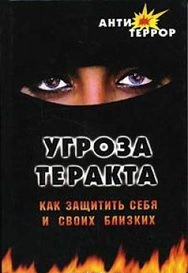 АНТИ
ТЕРРОР
УГРОЗА
ТЕРАКТА
КАК ЗАЩИТИТЬ СЕБЯ
И СВОИХ БЛИЗКИХ